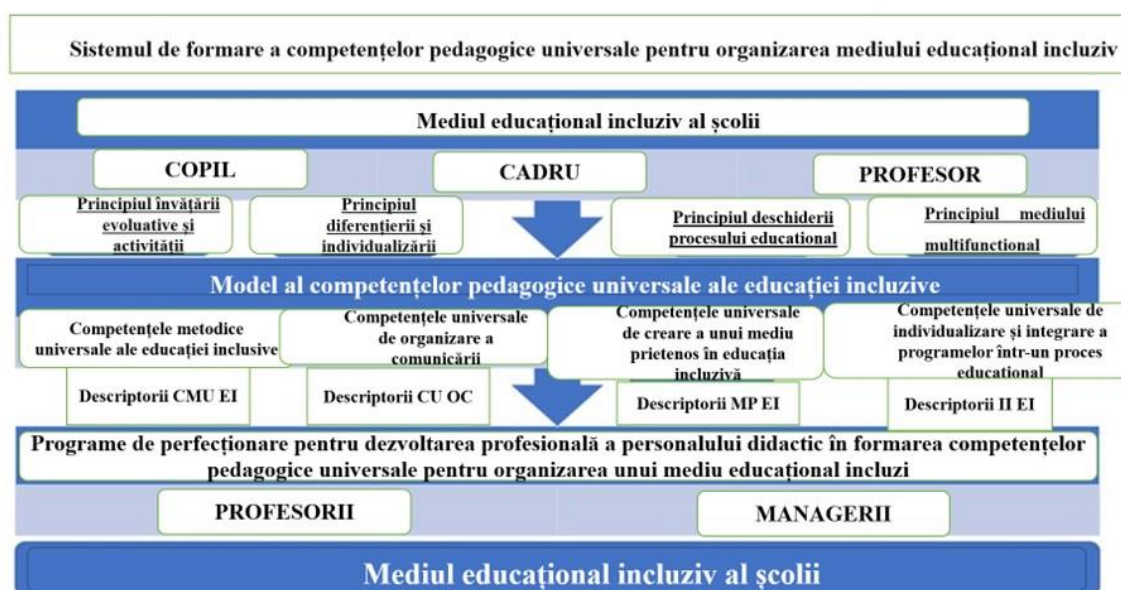 Sistemul de formare a competențelor pedagogice universale pentru organizarea mediului educațional incluziv
Mediul educațional incluziv al școlii
COPIL
CADRU
PROFESOR
Principiul învățării
evoluative și
activității
Principiul
diferențierii și
individualizării
Principiul deschiderii
procesului educational
Principiul mediului
multifunctional
Model al competențelor pedagogice universale ale educației incluzive
Competențele metodice
universale ale educației inclusive
Competențele universale
de organizare a
comunicării
Competențele universale
de creare a unui mediu
prietenos în educația
incluzivă
Competențele universale de
individualizare și integrare a
programelor într-un proces
educational
Descriptorii CMU EI
Descriptorii CU OC
Descriptorii MP EI
Descriptorii II EI
Programe de perfecționare pentru dezvoltarea profesională a personalului didactic în formarea competențelor
pedagogice universale pentru organizarea unui mediu educațional incluzi
PROFESORII
MANAGERII
Mediul educațional incluziv al școlii